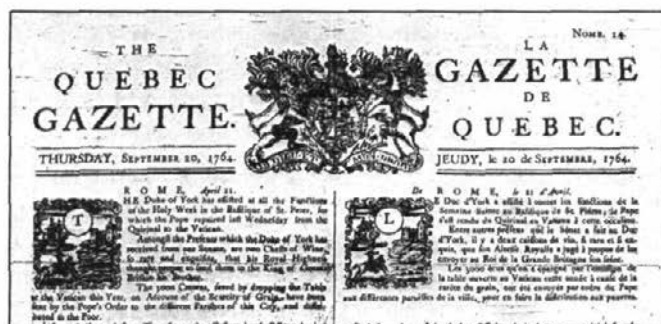 Nomb. 14.
THE
QUEBEC
GAZETTE.
THURSDAY, September 20, 1764.
LA
GAZETTE
DE
QUEBEC.
JEUDY, le 20 de Septembre, 1764.
ROME, April 21.
THE Duke of York has assisted at all the Functions
of the Holy Week in the Basilique of St. Peter, for
which the Pope repaired last Wednesday from the
Quirinal to the Vatican.
Amongst the Presents which the Duke of York has
received from our Senate, are two Chests of Wine,
so rare and exquisite, that his Royal Highness
thought proper to send them to the King of
Britain his Brother.
The 3000 Crowns, saved by dropping the Table
at the Vatican this Year, on Account of the Scarcity of Grain, have been
sent by the Pope's Order to the different Parishes of this City, and
buted to the Poor.
De ROME, le 21 d'Avril.
LE Duc d'York a assisté à toutes les fonctions de la
Semaine sainte au Basilique de St. Pierre; le Pape
s'est rendu de Quirinal au Vatican à cette occasion.
Entre autres présens que le Sénat a fait au Duc
d'York, il y a deux caisses de vin, si rare et si
que son Altesse Royale a jugé à propos de les
envoyer au Roi de la Grande Bretagne son frère.
Les 3000 écus qu'on a épargné par l'omission de
la table ouverte au Vatican cette année à cause de la
rareté du grain, ont été envoyés par ordre du Pape
aux différentes paroisses de la ville, pour en faire la distribution aux pauvres.